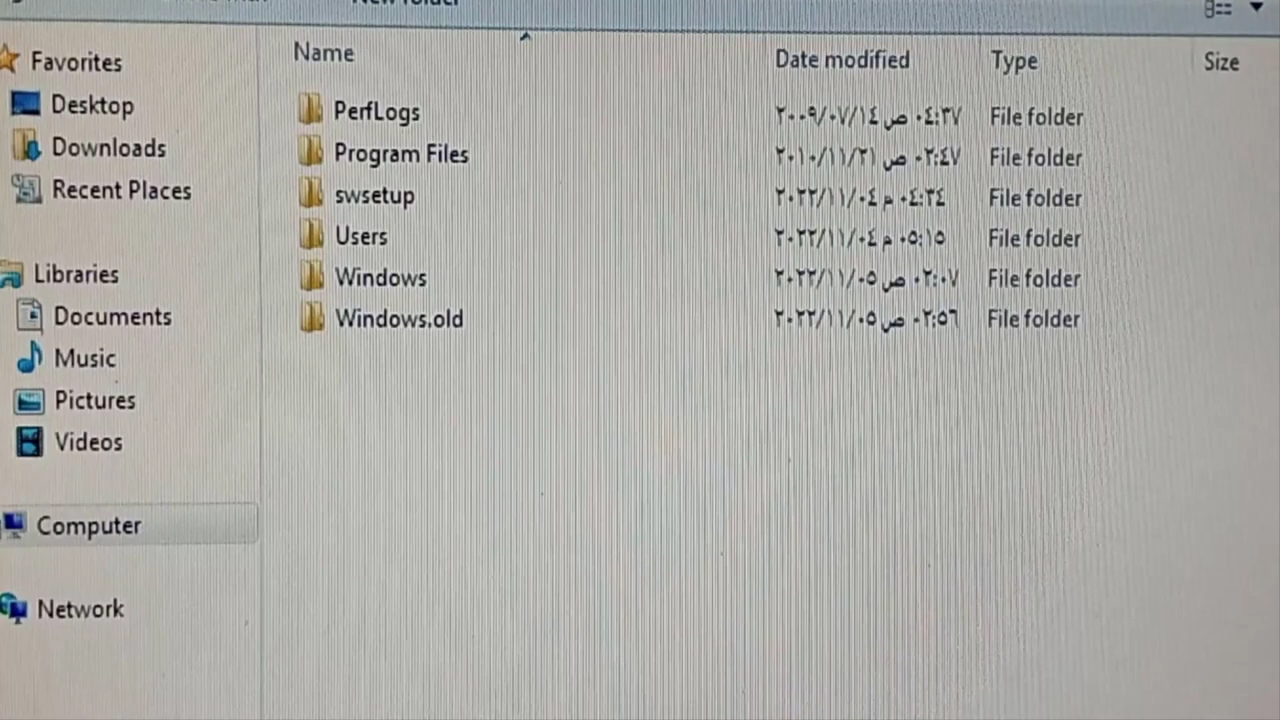 New folder
Name Date modified Type Size
Favorites
Desktop
Downloads
Recent Places
Libraries
Documents
Music
Pictures
Videos
Computer
Network
PerfLogs ٢٠٠٩/٠٧/١٤ ص ٠٤:٣٧ File folder
Program Files ٢٠١٠/١١/٢١ ص ٠٢:٤٧ File folder
swsetup ٢٠٢٢/١١/٠٤ م ٠٤:٣٤ File folder
Users ٢٠٢٢/١١/٠٤ م ٠٥:١٥ File folder
Windows ٢٠٢٢/١١/٠٥ ص ٠٢:٠٧ File folder
Windows.old ٢٠٢٢/١١/٠٥ ص ٠٢:٥٦ File folder